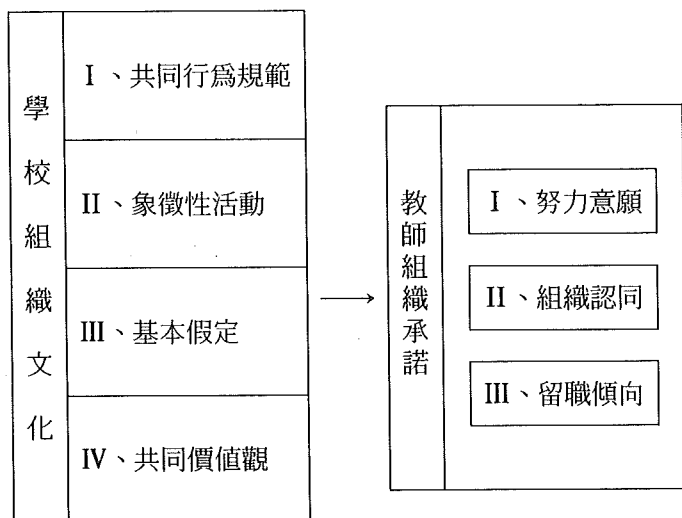 學校組織文化
I、共同行爲規範
II、象徵性活動
III、基本假定
IV、共同價値觀
教師組織承諾
I、努力意願
II、組織認同
III、留職傾向